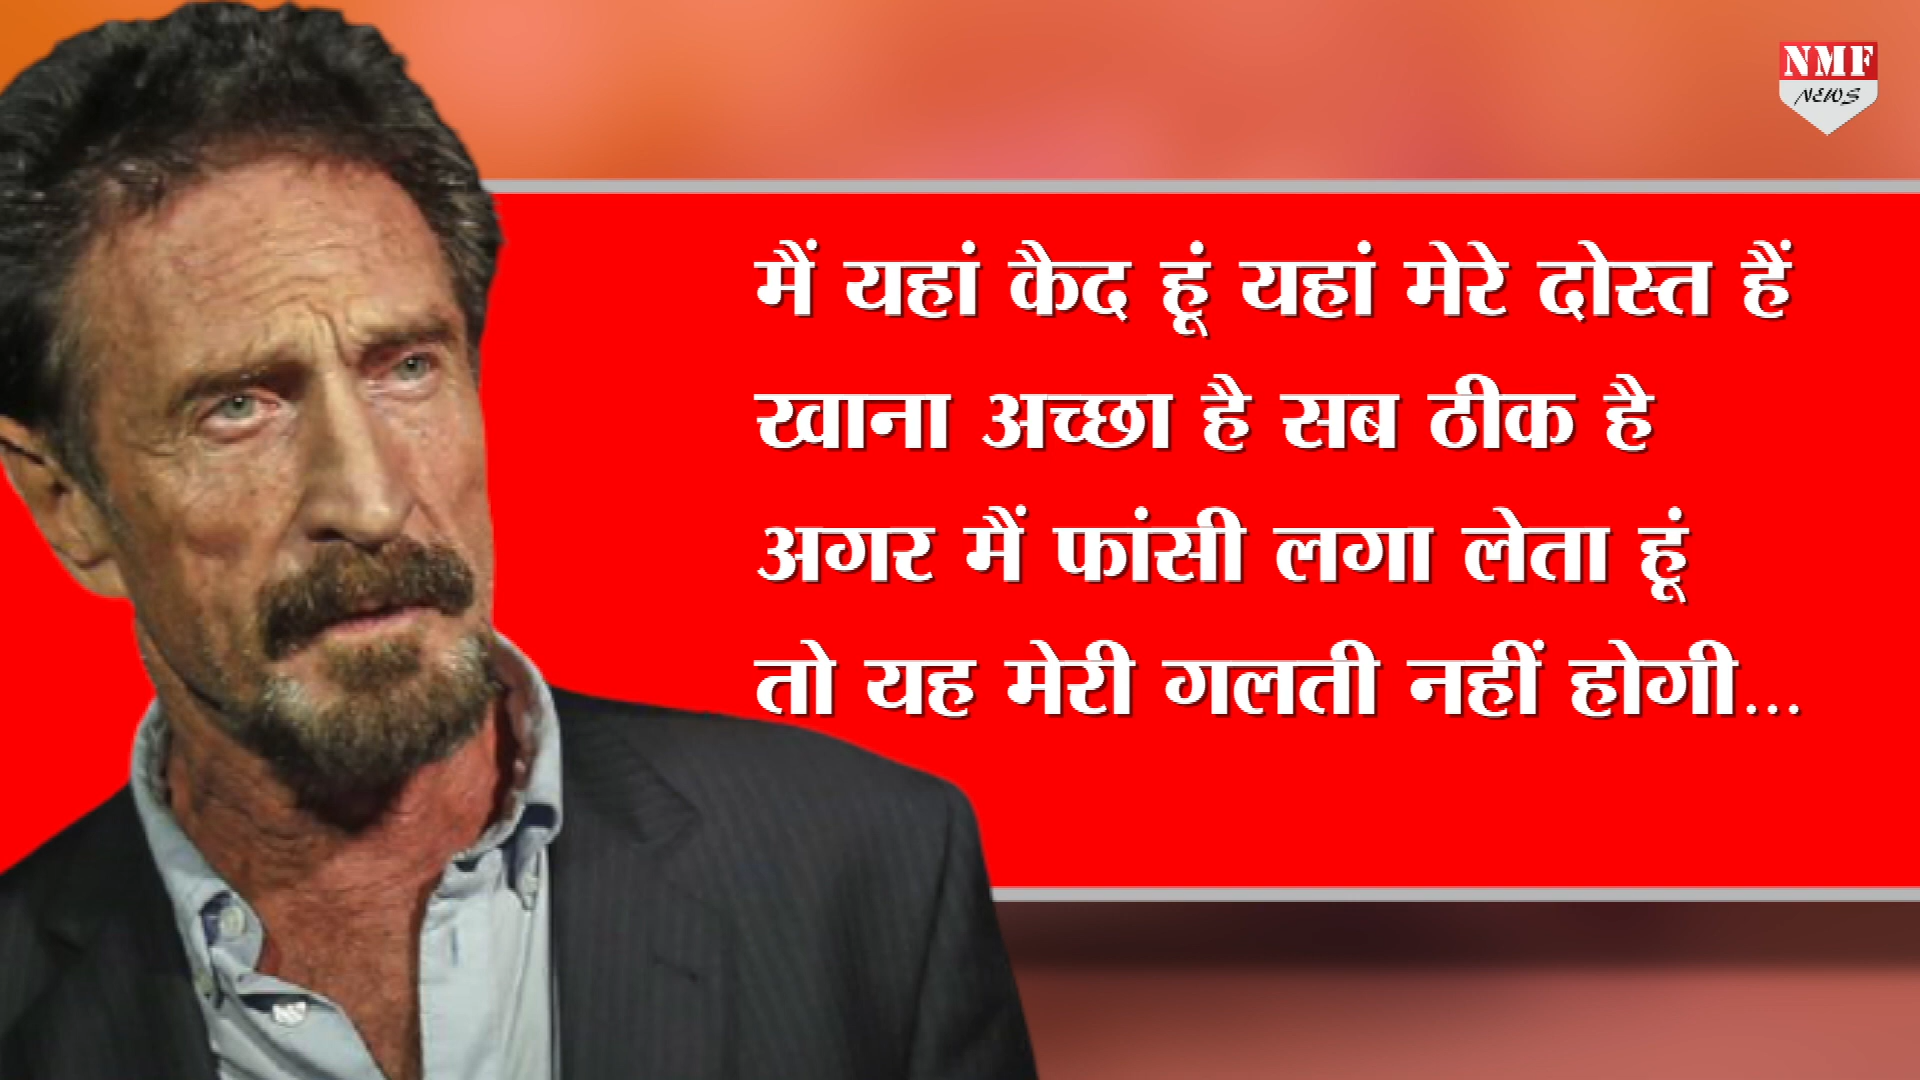 NMF
NEWS
मैं यहां कैद हूं यहां मेरे दोस्त हैं
खाना अच्छा है सब ठीक है
अगर मैं फांसी लगा लेता हूं
तो यह मेरी गलती नहीं होगी...